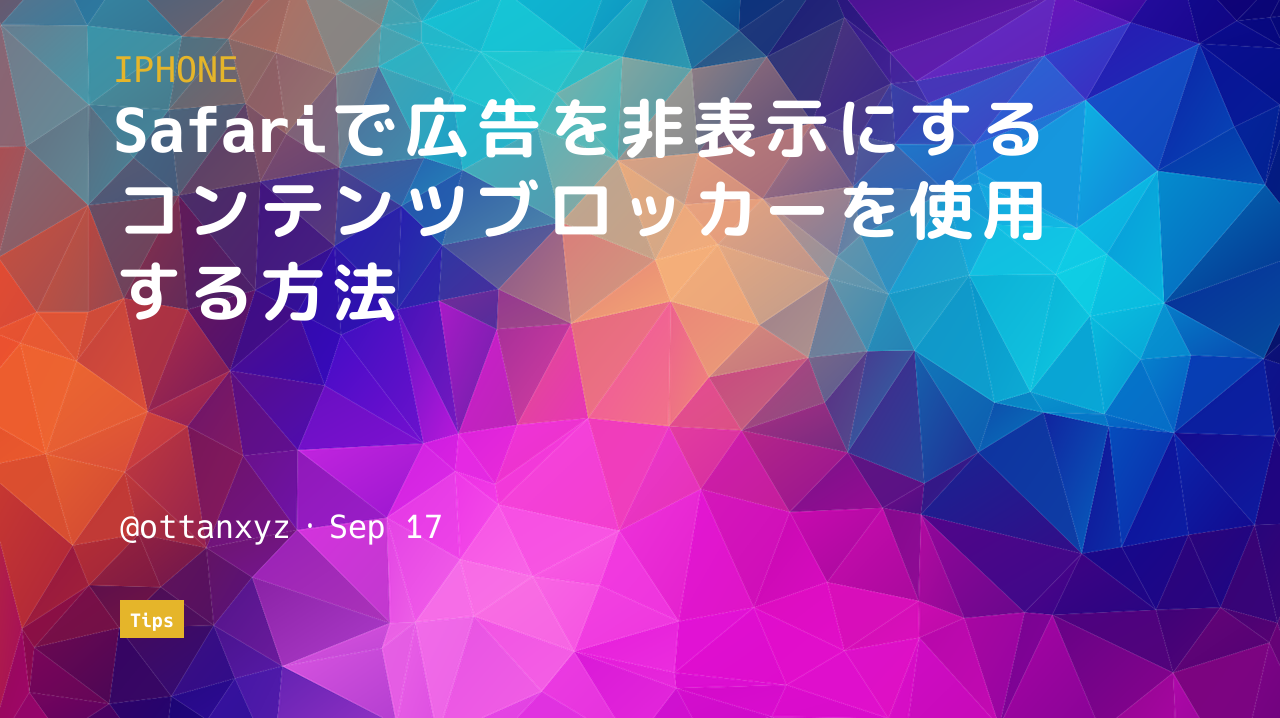 IPHONE
Safariで広告を非表示にする
コンテンツブロッカーを使用
する方法
@ottanxyz · Sep 17
Tips